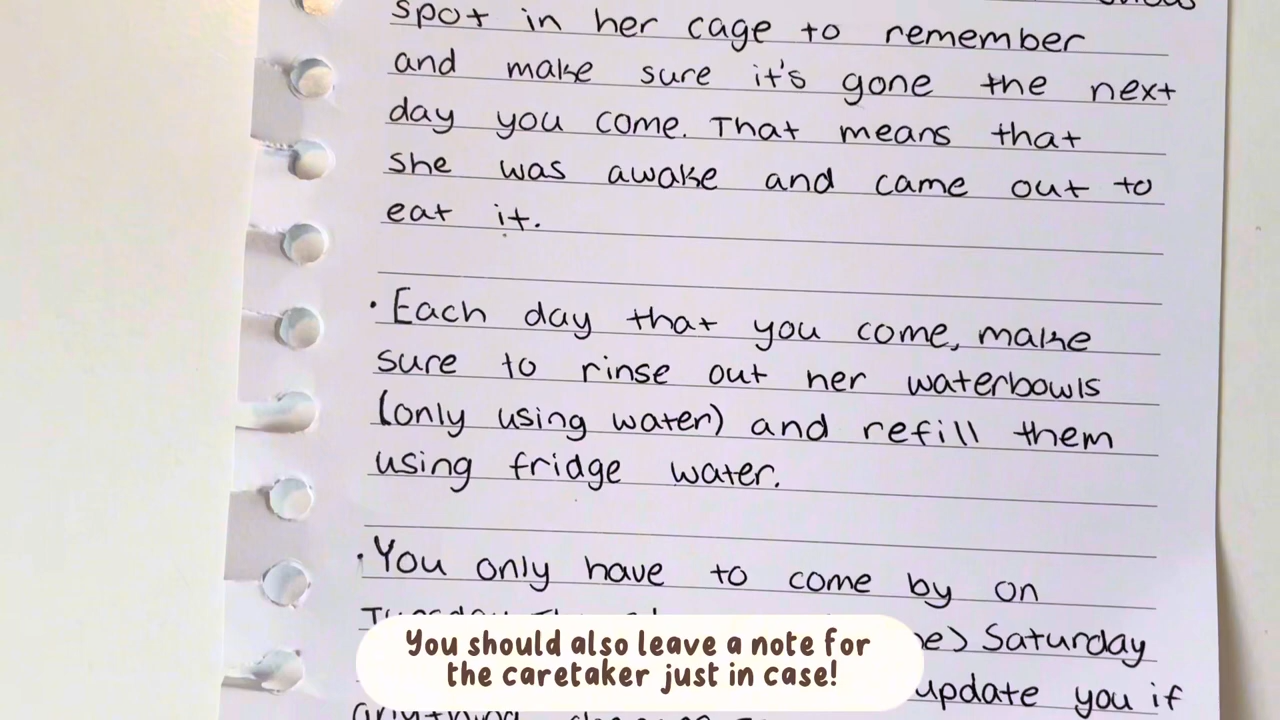 spot in her cage to remember
and make sure it's gone the next
day you come. That means that
she was awake and came out to
eat it.
· Each day that you come, make
sure to rinse out her waterbowls
(only using water) and refill them
using fridge water.
· You only have to come by on
Saturday
update you if
You should also leave a note for
the caretaker just in case!